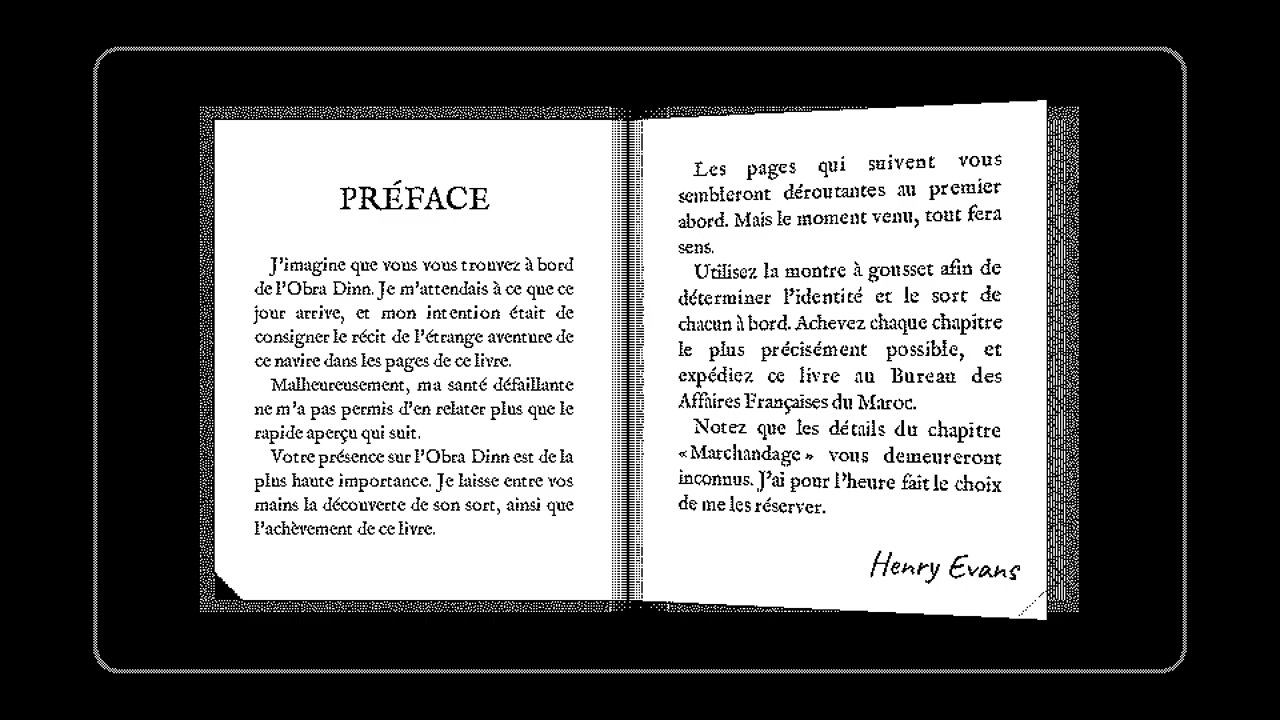 PRÉFACE
J'imagine que vous vous trouvez à bord
de l'Obra Dinn. Je m'attendais à ce que ce
jour arrive, et mon intention était de
consigner le récit de l'étrange aventure de
ce navire dans les pages de ce livre.
Malheureusement, ma santé défaillante
ne m'a pas permis d'en relater plus que le
rapide aperçu qui suit.
Votre présence sur l'Obra Dinn est de la
plus haute importance. Je laisse entre vos
mains la découverte de son sort, ainsi que
l'achèvement de ce livre.
Les pages qui suivent vous
sembleront déroutantes au premier
abord. Mais le moment venu, tout fera
sens.
Utilisez la montre à gousset afin de
déterminer l'identité et le sort de
chacun à bord. Achevez chaque chapitre
le plus précisément possible, et
expédiez ce livre au Bureau des
Affaires Françaises du Maroc.
Notez que les détails du chapitre
« Marchandage » vous demeureront
inconnus. J'ai pour l'heure fait le choix
de me les réserver.
Henry Evans